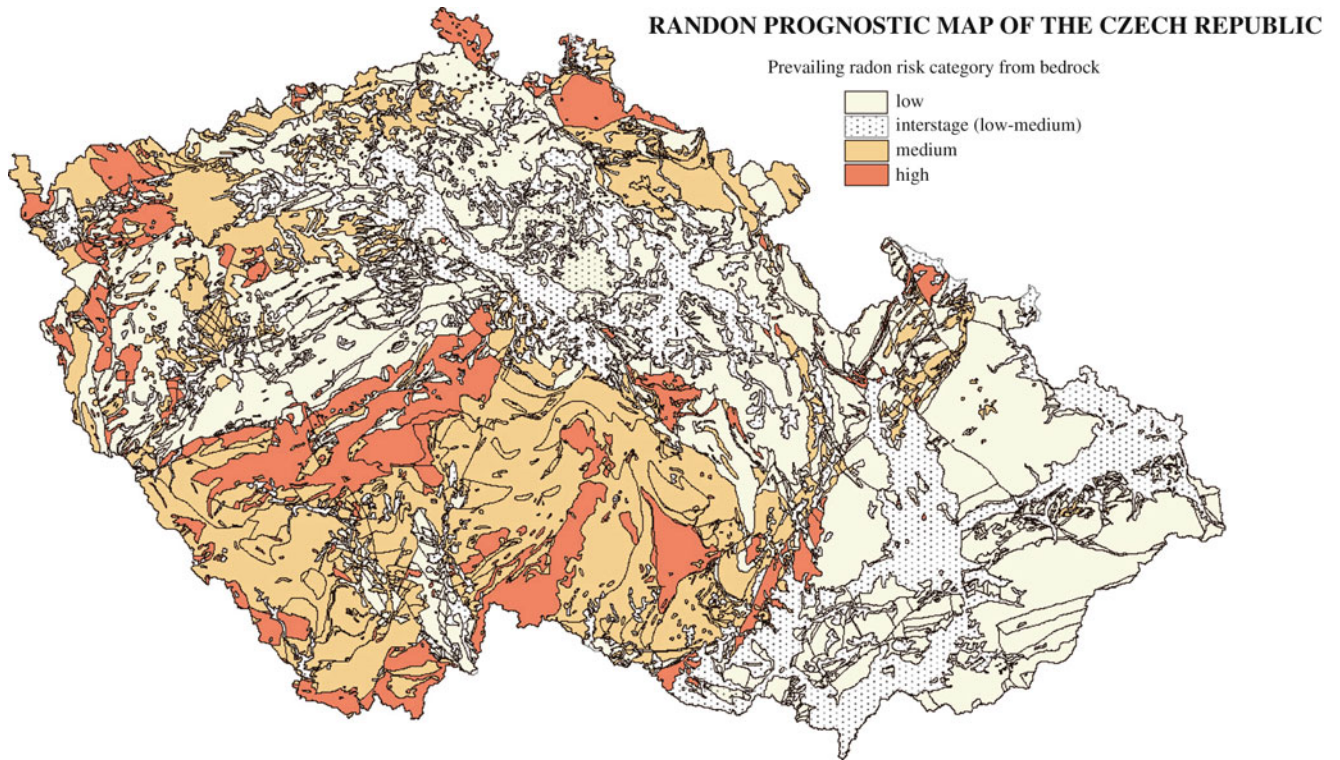 RANDON PROGNOSTIC MAP OF THE CZECH REPUBLIC
Prevailing radon risk category from bedrock
low
interstage (low-medium)
medium
high